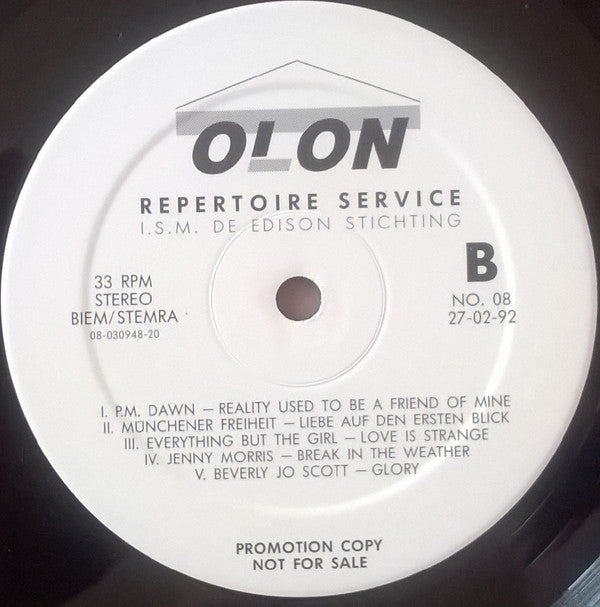 OLON
REPERTOIRE SERVICE
I.S.M. DE EDISON STICHTING
33 RPM
STEREO
BIEM/STEMRA
08-030948-20
B
NO. 08
27-02-92
I. P.M. DAWN – REALITY USED TO BE A FRIEND OF MINE
II. MÜNCHENER FREIHEIT – LIEBE AUF DEN ERSTEN BLICK
III. EVERYTHING BUT THE GIRL – LOVE IS STRANGE
IV. JENNY MORRIS – BREAK IN THE WEATHER
V. BEVERLY JO SCOTT – GLORY
PROMOTION COPY
NOT FOR SALE